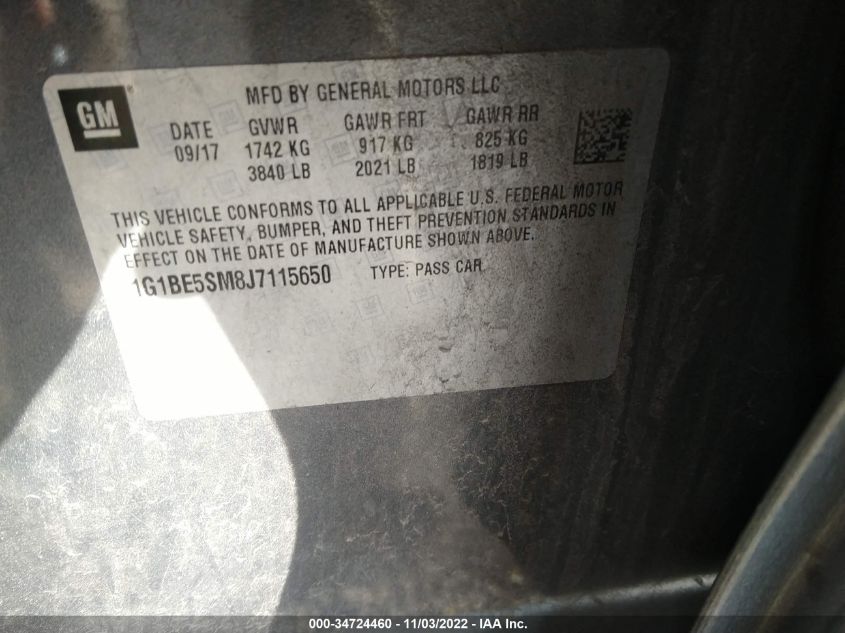 GM
MFD BY GENERAL MOTORS LLC
DATE GVWR GAWR FRT GAWR RR
09/17 1742 KG 917 KG 825 KG
3840 LB 2021 LB 1819 LB
THIS VEHICLE CONFORMS TO ALL APPLICABLE U.S. FEDERAL MOTOR
VEHICLE SAFETY, BUMPER, AND THEFT PREVENTION STANDARDS IN
EFFECT ON THE DATE OF MANUFACTURE SHOWN ABOVE.
1G1BE5SM8J7115650 TYPE: PASS CAR
000-34724460 - 11/03/2022 - IAA Inc.